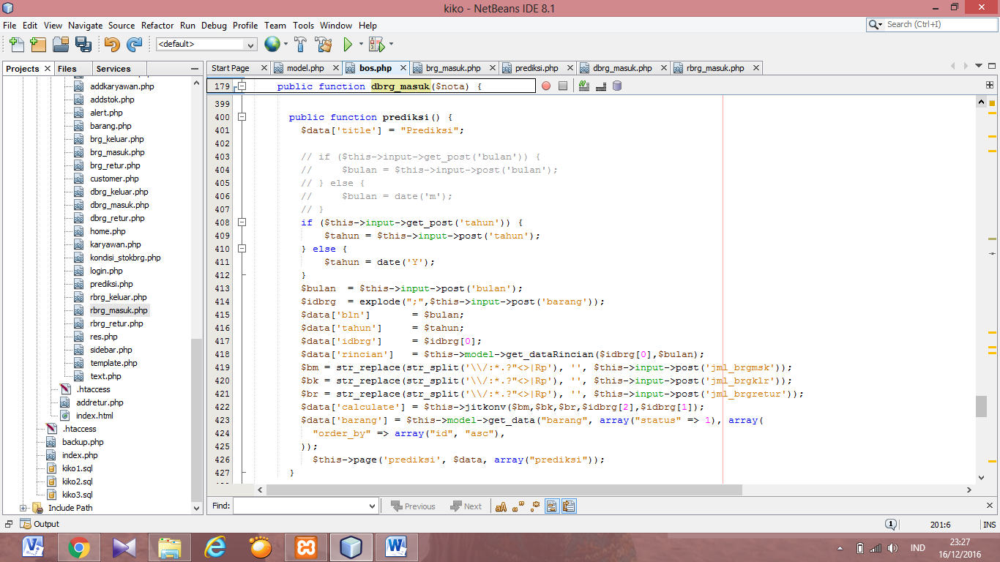 kiko - NetBeans IDE 8.1
File Edit View Navigate Source Refactor Run Debug Profile Team Tools Window Help
Search (Ctrl+I)
<default>
Projects Files Services
addkaryawan.php
addstok.php
alert.php
barang.php
brg_keluar.php
brg_masuk.php
brg_retur.php
customer.php
dbrg_keluar.php
dbrg_masuk.php
dbrg_retur.php
home.php
karyawan.php
kondisi_stokbrg.php
login.php
prediksi.php
rbrg_keluar.php
rbrg_masuk.php
rbrg_retur.php
res.php
sidebar.php
template.php
text.php
.htaccess
addretur.php
index.html
.htaccess
backup.php
index.php
kiko1.sql
kiko2.sql
kiko3.sql
Include Path
Start Page model.php bos.php brg_masuk.php prediksi.php dbrg_masuk.php rbrg_masuk.php
179 public function dbrg_masuk($nota) {
399
400 public function prediksi() {
401 $data['title'] = "Prediksi";
402
403 // if ($this->input->get_post('bulan')) {
404 //     $bulan = $this->input->post('bulan');
405 // } else {
406 //     $bulan = date('m');
407 // }
408 if ($this->input->get_post('tahun')) {
409 $tahun = $this->input->post('tahun');
410 } else {
411 $tahun = date('Y');
412 }
413 $bulan  = $this->input->post('bulan');
414 $idbrg  = explode(";",$this->input->post('barang'));
415 $data['bln']       = $bulan;
416 $data['tahun']     = $tahun;
417 $data['idbrg']     = $idbrg[0];
418 $data['rincian']   = $this->model->get_dataRincian($idbrg[0],$bulan);
419 $bm = str_replace(str_split('\\/:*.?"<>|Rp'), '', $this->input->post('jml_brgmsk'));
420 $bk = str_replace(str_split('\\/:*.?"<>|Rp'), '', $this->input->post('jml_brgklr'));
421 $br = str_replace(str_split('\\/:*.?"<>|Rp'), '', $this->input->post('jml_brgretur'));
422 $data['calculate'] = $this->jitkonv($bm,$bk,$br,$idbrg[2],$idbrg[1]);
423 $data['barang'] = $this->model->get_data("barang", array("status" => 1), array(
424 "order_by" => array("id", "asc"),
425 ));
426 $this->page('prediksi', $data, array("prediksi"));
427 }
Find: Previous Next
Output
1 201:6 INS
IND
23:27
16/12/2016